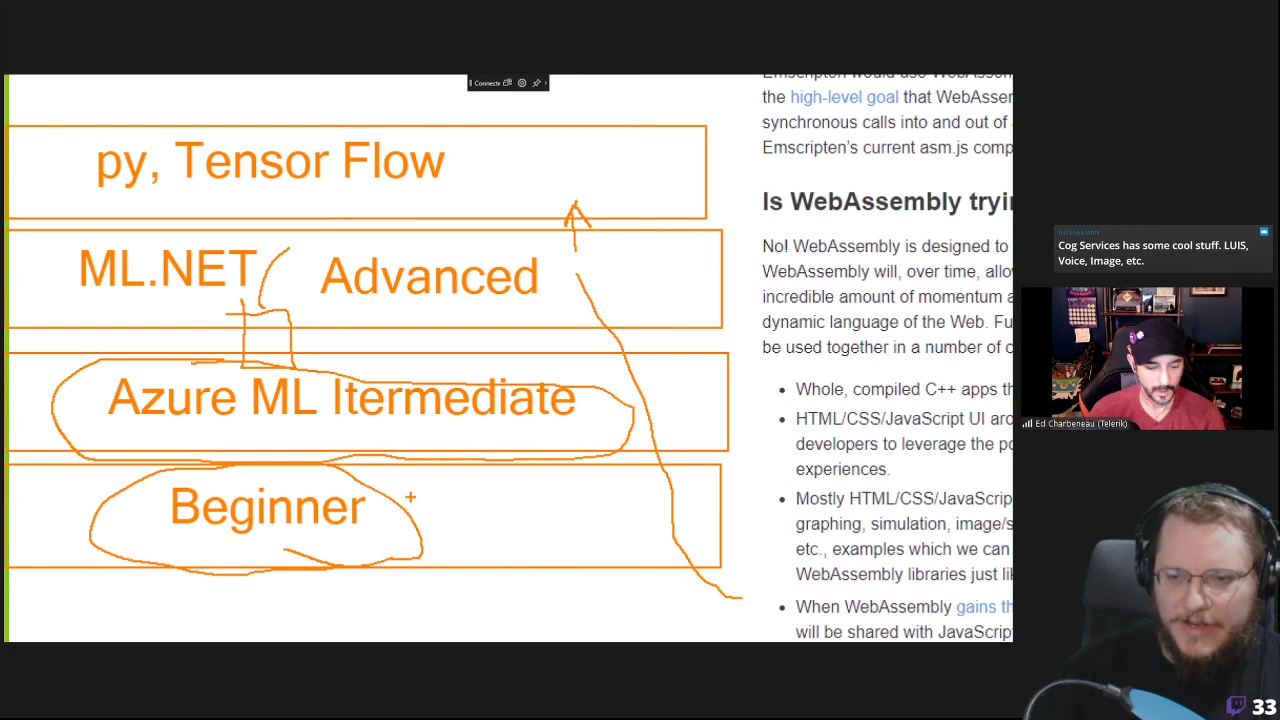 Connecte
py, Tensor Flow
ML.NET
Advanced
Azure ML Itermediate
Beginner
the high-level goal that WebAssem
synchronous calls into and out of
Emscripten's current asm.js comp
Is WebAssembly tryin
No! WebAssembly is designed to
WebAssembly will, over time, allow
incredible amount of momentum a
dynamic language of the Web. Fu
be used together in a number of c
Whole, compiled C++ apps th
HTML/CSS/JavaScript UI aro
developers to leverage the po
experiences.
Mostly HTML/CSS/JavaScrip
graphing, simulation, image/s
etc., examples which we can
WebAssembly libraries just lik
When WebAssembly gains th
will be shared with JavaScrip
INTEGERMAN
Cog Services has some cool stuff. LUIS,
Voice, Image, etc.
Ed Charbeneau (Telerik)
33